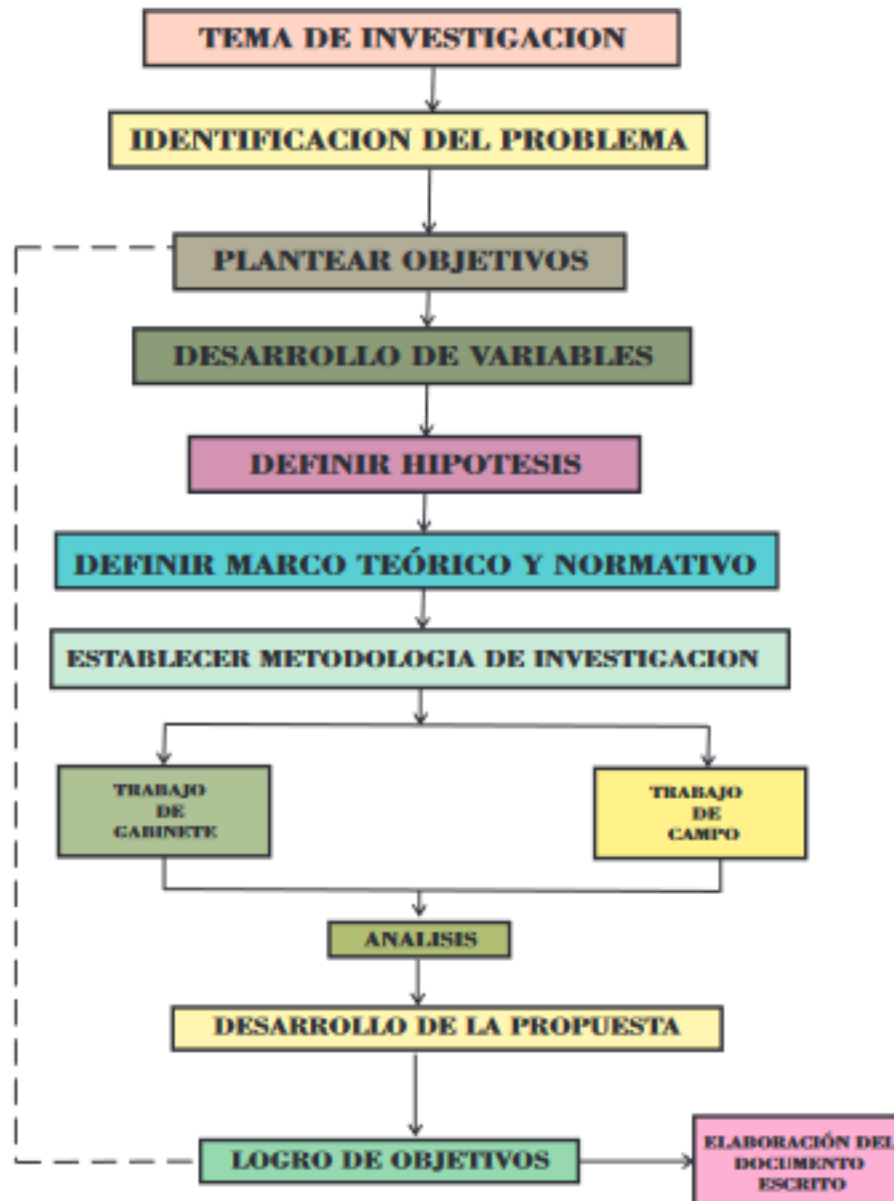 TEMA DE INVESTIGACION
IDENTIFICACION DEL PROBLEMA
PLANTEAR OBJETIVOS
DESARROLLO DE VARIABLES
DEFINIR HIPOTESIS
DEFINIR MARCO TEÓRICO Y NORMATIVO
ESTABLECER METODOLOGIA DE INVESTIGACION
TRABAJO
DE
GABINETE
TRABAJO
DE
CAMPO
ANALISIS
DESARROLLO DE LA PROPUESTA
LOGRO DE OBJETIVOS
ELABORACIÓN DEL
DOCUMENTO
ESCRITO